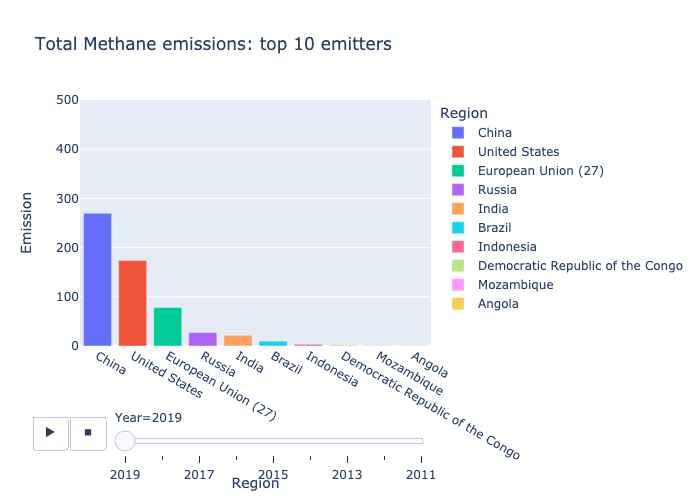 Total Methane emissions: top 10 emitters
500
400
300
200
100
0
Emission
China
United States
European Union (27)
Russia
India
Brazil
Indonesia
Democratic Republic of the Congo
Mozambique
Angola
Region
Region
China
United States
European Union (27)
Russia
India
Brazil
Indonesia
Democratic Republic of the Congo
Mozambique
Angola
Year=2019
2019
2017
2015
2013
2011